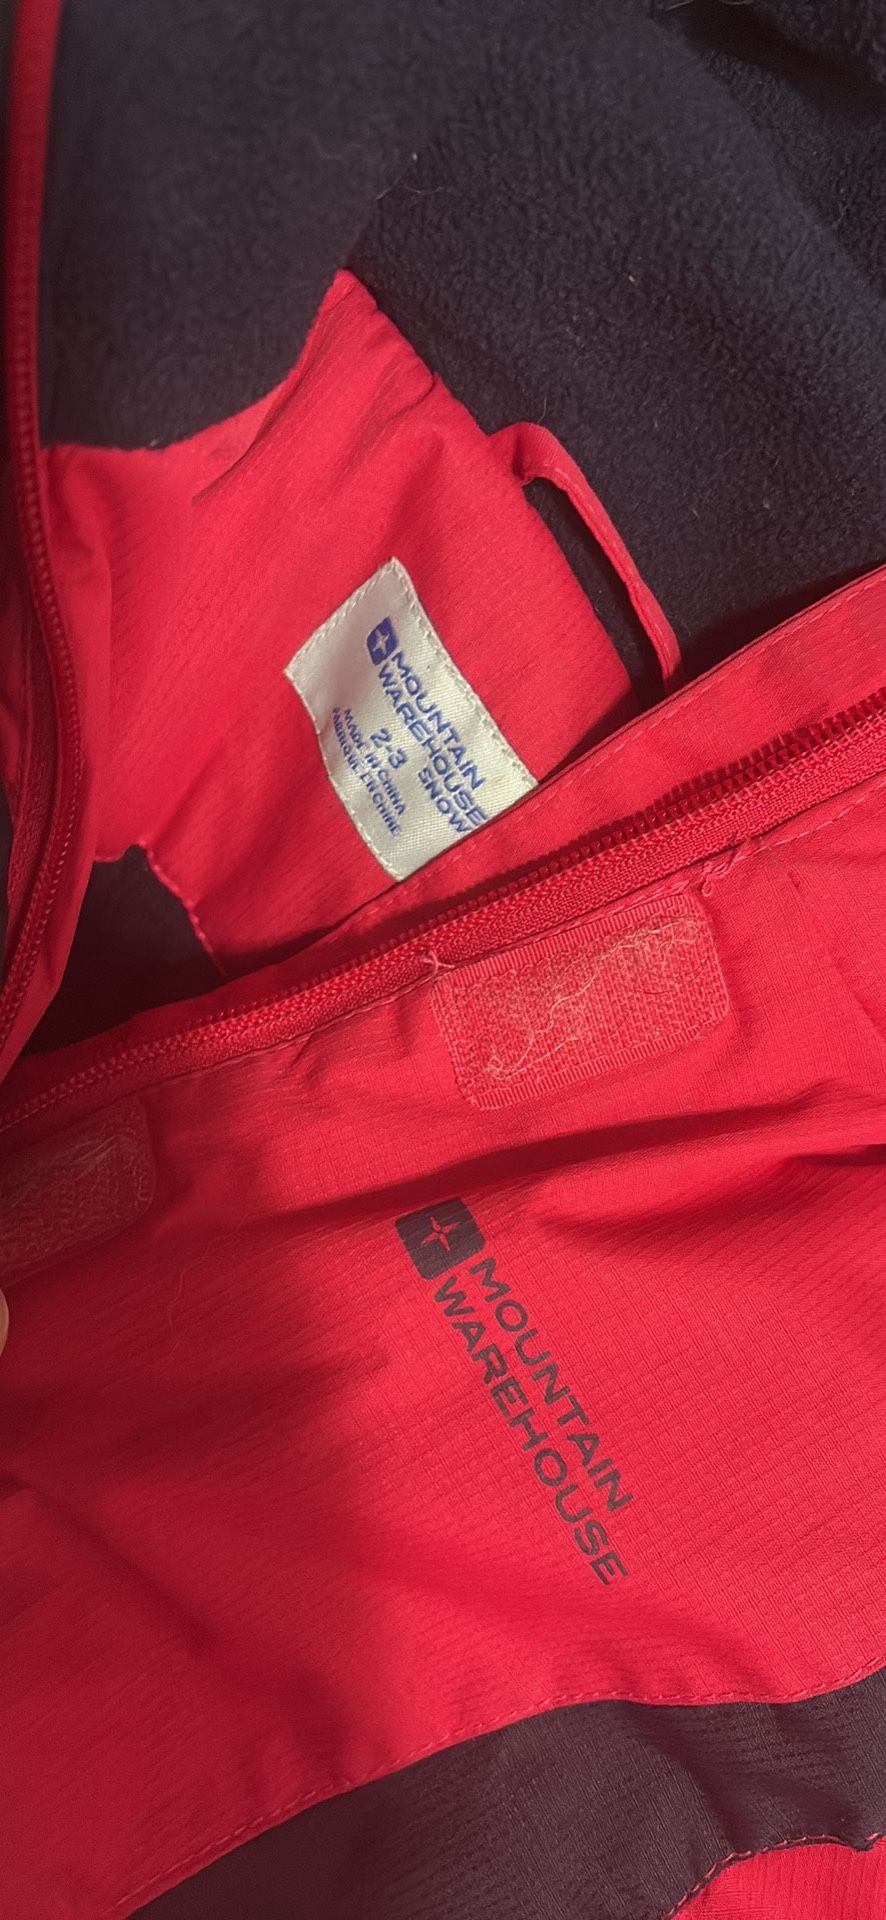 MOUNTAIN
WAREHOUSE
SNOW
2-3
MADE IN CHINA
FABRIQUE EN CHINE
MOUNTAIN
WAREHOUSE